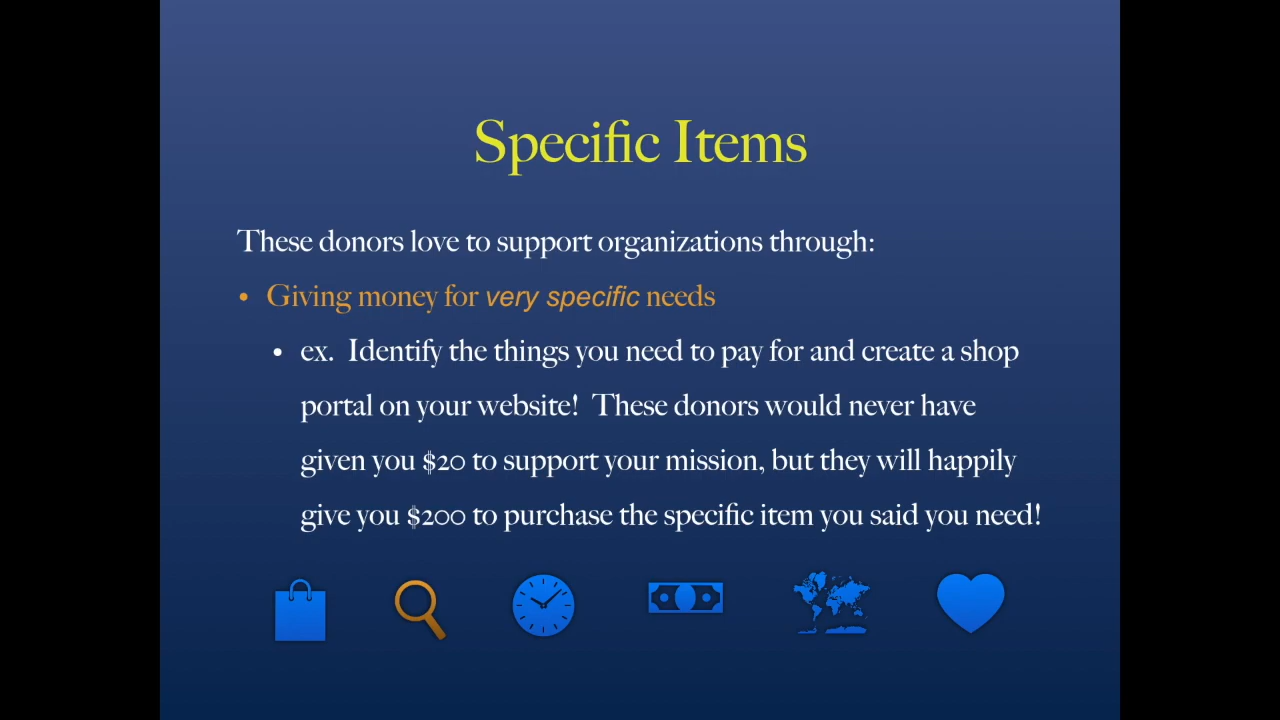 Specific Items
These donors love to support organizations through:
• Giving money for very specific needs
• ex.  Identify the things you need to pay for and create a shop
portal on your website!  These donors would never have
given you $20 to support your mission, but they will happily
give you $200 to purchase the specific item you said you need!